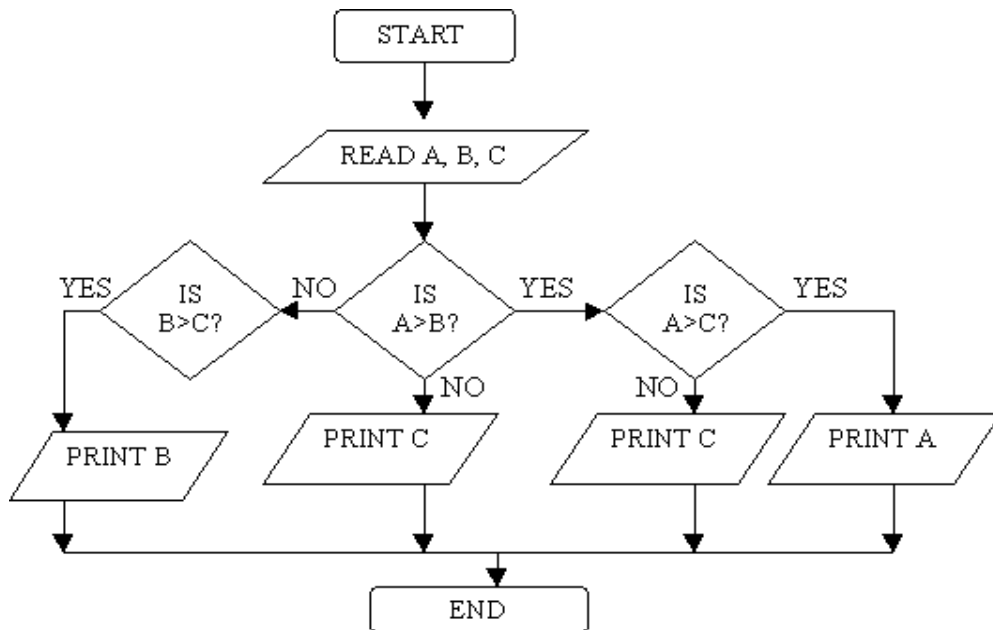 START
READ A, B, C
YES
IS
B>C?
NO
IS
A>B?
YES
IS
A>C?
YES
NO
NO
PRINT B
PRINT C
PRINT C
PRINT A
END